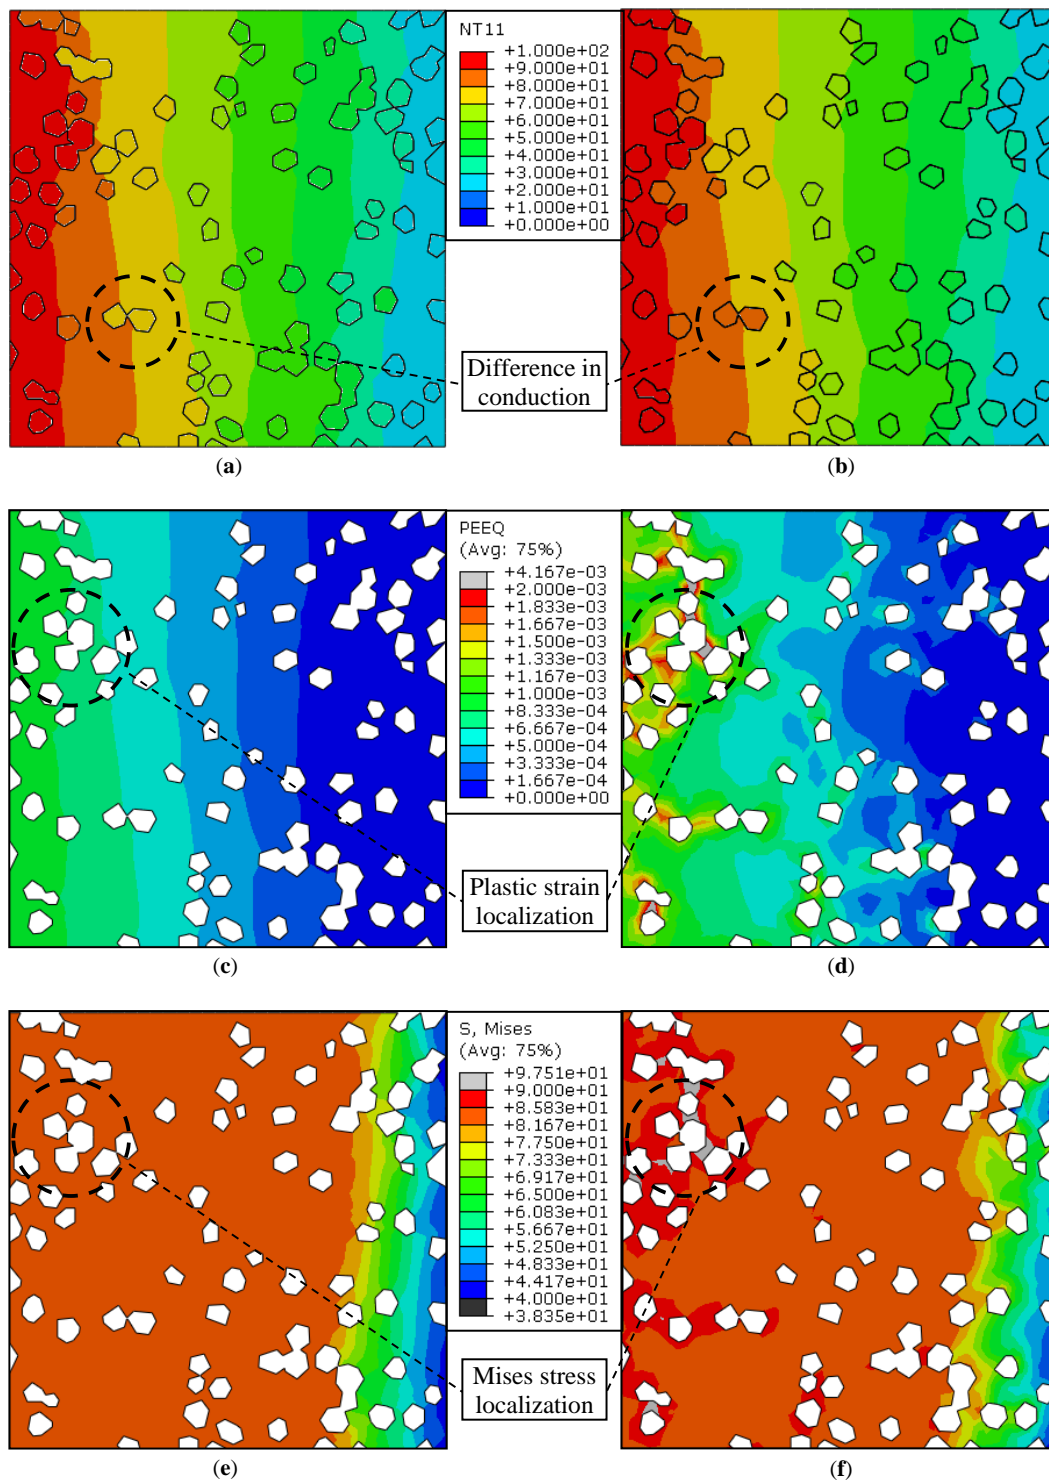 NT11
+1.000e+02
+9.000e+01
+8.000e+01
+7.000e+01
+6.000e+01
+5.000e+01
+4.000e+01
+3.000e+01
+2.000e+01
+1.000e+01
+0.000e+00
Difference in
conduction
(a)
(b)
PEEQ
(Avg: 75%)
+4.167e-03
+2.000e-03
+1.833e-03
+1.667e-03
+1.500e-03
+1.333e-03
+1.167e-03
+1.000e-03
+8.333e-04
+6.667e-04
+5.000e-04
+3.333e-04
+1.667e-04
+0.000e+00
Plastic strain
localization
(c)
(d)
S, Mises
(Avg: 75%)
+9.751e+01
+9.000e+01
+8.583e+01
+8.167e+01
+7.750e+01
+7.333e+01
+6.917e+01
+6.500e+01
+6.083e+01
+5.667e+01
+5.250e+01
+4.833e+01
+4.417e+01
+4.000e+01
+3.835e+01
Mises stress
localization
(e)
(f)